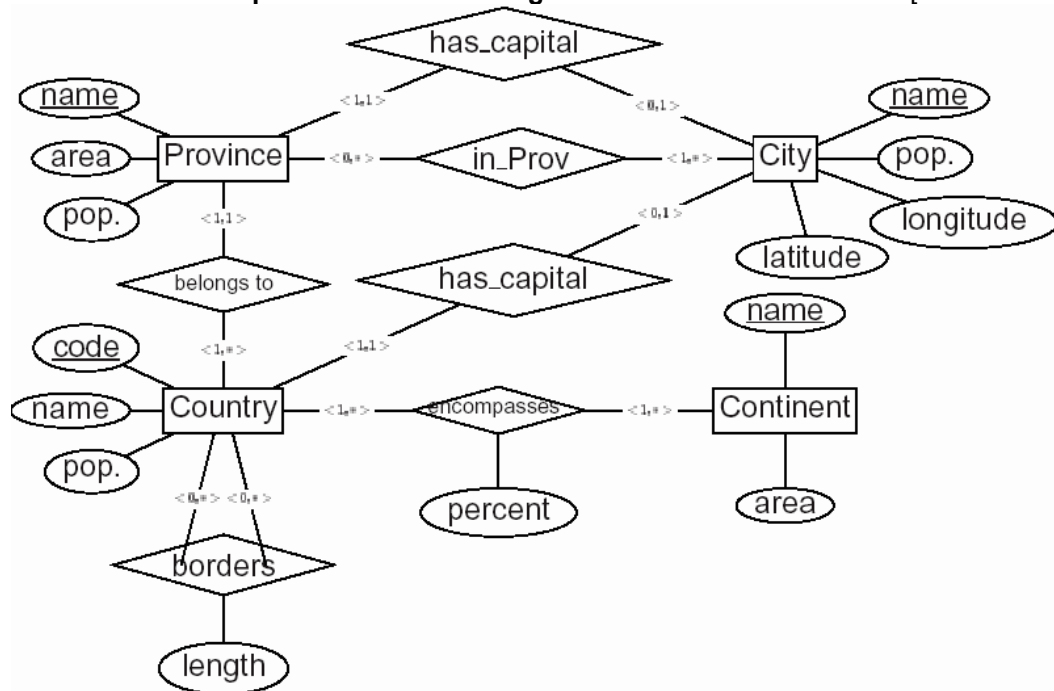 has_capital
<1,1>
<0,1>
name
area
pop.
Province
<0,*>
in_Prov
<1,*>
City
name
pop.
longitude
latitude
<1,1>
belongs to
<1,*>
<0,1>
has_capital
<1,1>
code
name
pop.
Country
<1,*>
encompasses
<1,*>
Continent
name
area
percent
<0,*>
<0,*>
borders
length